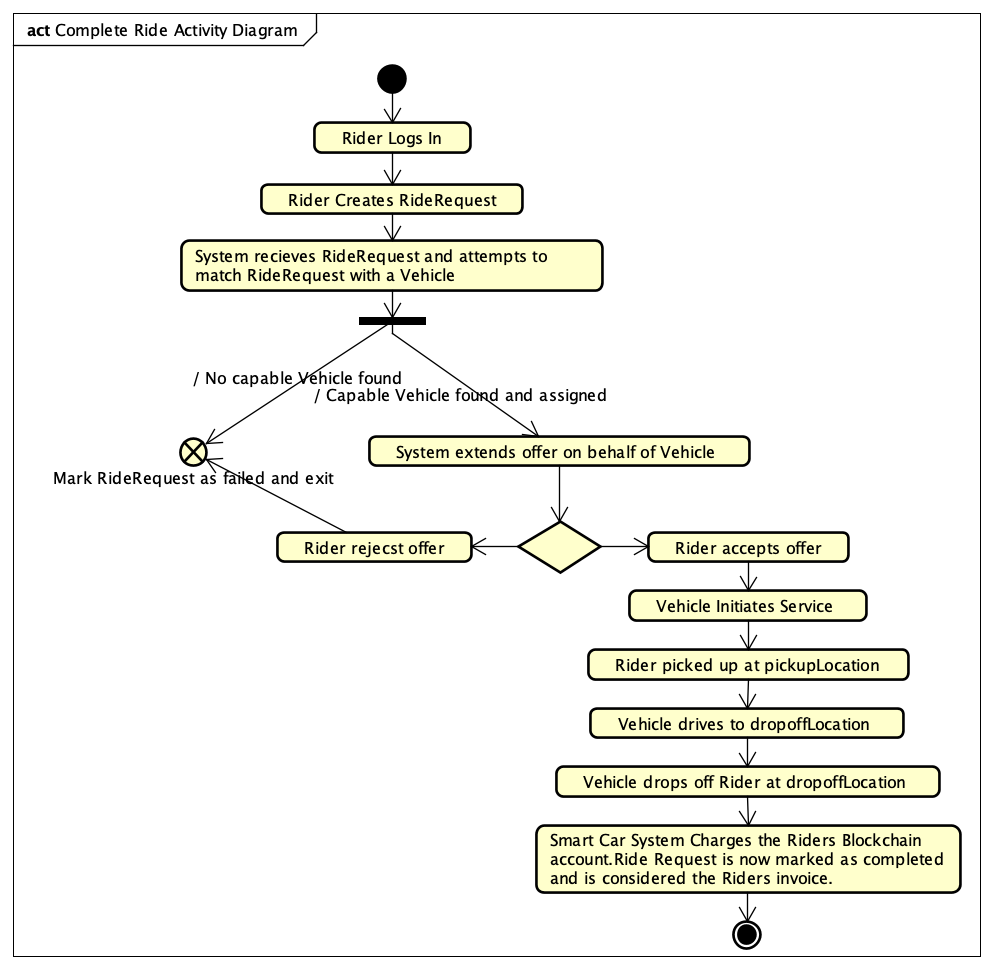 act Complete Ride Activity Diagram
Rider Logs In
Rider Creates RideRequest
System recieves RideRequest and attempts to
match RideRequest with a Vehicle
/ No capable Vehicle found
/ Capable Vehicle found and assigned
System extends offer on behalf of Vehicle
Mark RideRequest as failed and exit
Rider rejecst offer
Rider accepts offer
Vehicle Initiates Service
Rider picked up at pickupLocation
Vehicle drives to dropoffLocation
Vehicle drops off Rider at dropoffLocation
Smart Car System Charges the Riders Blockchain
account.Ride Request is now marked as completed
and is considered the Riders invoice.